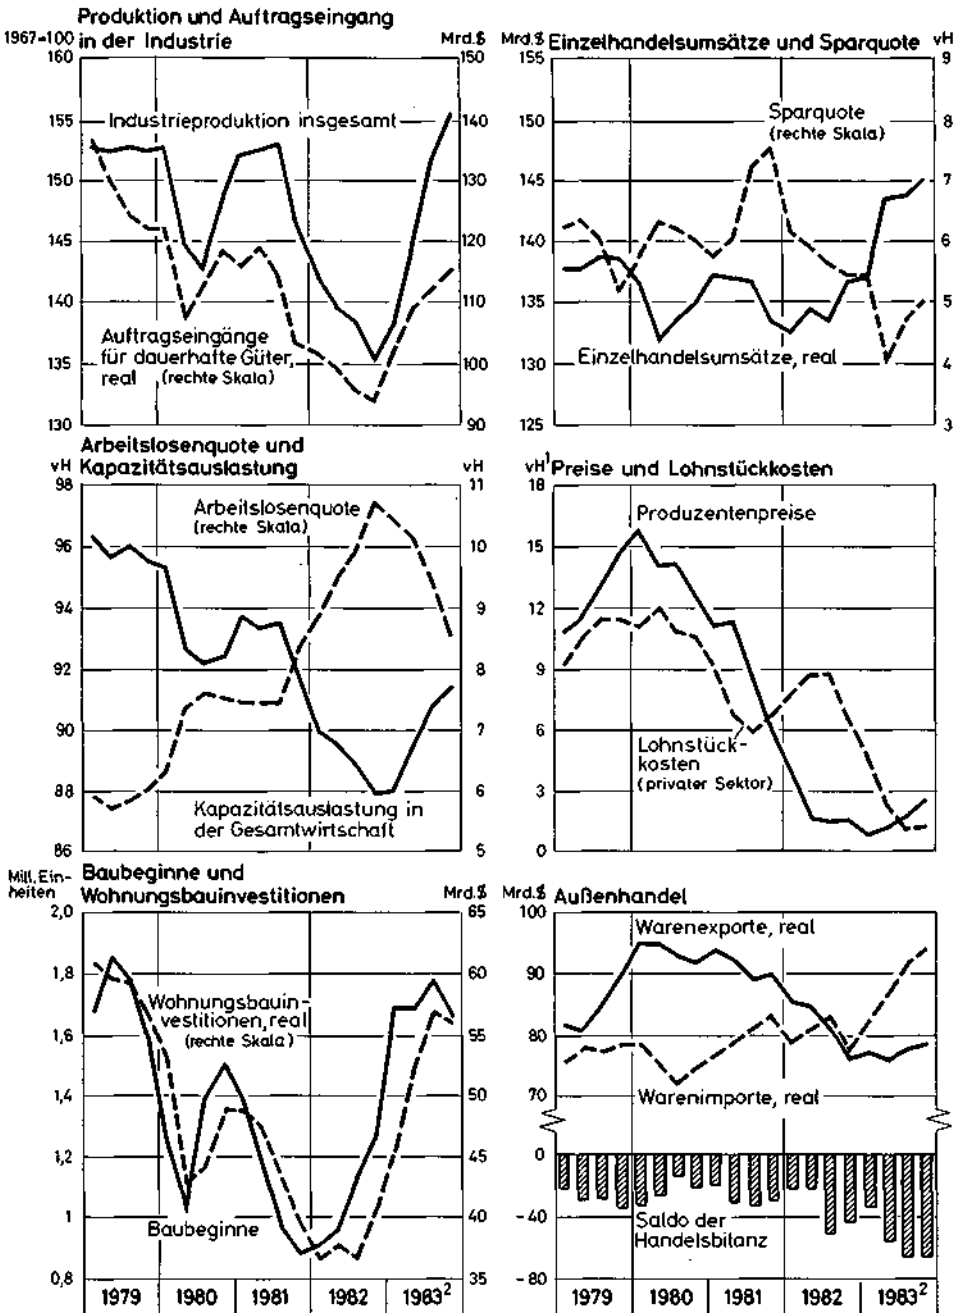 Produktion und Auftragseingang
in der Industrie
1967=100
Mrd.$
160
155
150
145
140
135
130
150
140
130
120
110
100
90
Industrieproduktion insgesamt
Auftragseingänge
für dauerhafte Güter,
real (rechte Skala)
Einzelhandelsumsätze und Sparquote
Mrd.$
vH
155
150
145
140
135
130
125
9
8
7
6
5
4
3
Sparquote
(rechte Skala)
Einzelhandelsumsätze, real
Arbeitslosenquote und
Kapazitätsauslastung
vH
vH
98
96
94
92
90
88
86
11
10
9
8
7
6
5
Arbeitslosenquote
(rechte Skala)
Kapazitätsauslastung in
der Gesamtwirtschaft
Preise und Lohnstückkosten
vH1
18
15
12
9
6
3
0
Produzentenpreise
Lohnstück-
kosten
(privater Sektor)
Baubeginne und
Wohnungsbauinvestitionen
Mill. Ein-
heiten
Mrd.$
2,0
1,8
1,6
1,4
1,2
1
0,8
65
60
55
50
45
40
35
Wohnungsbauin-
vestitionen, real
(rechte Skala)
Baubeginne
1979
1980
1981
1982
1983²
Außenhandel
Mrd.$
100
90
80
70
0
-40
-80
Warenexporte, real
Warenimporte, real
Saldo der
Handelsbilanz
1979
1980
1981
1982
1983²